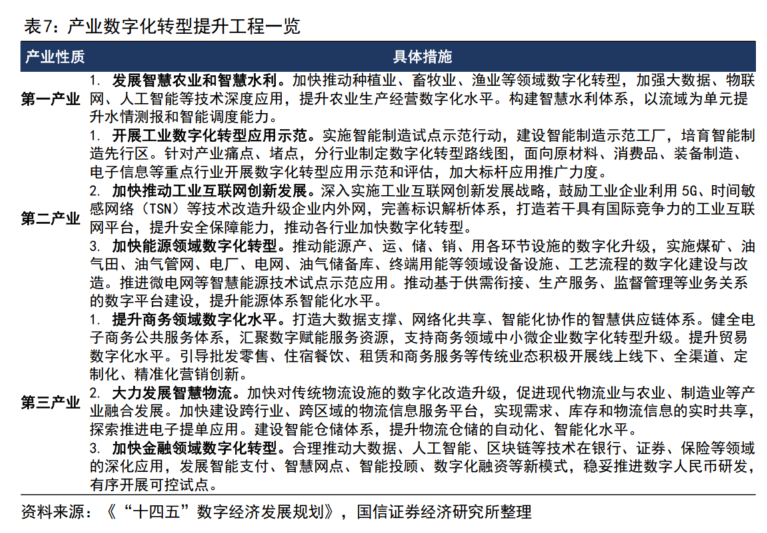 表7：产业数字化转型提升工程一览
产业性质 具体措施
1. 发展智慧农业和智慧水利。加快推动种植业、畜牧业、渔业等领域数字化转型，加强大数据、物联
第一产业 网、人工智能等技术深度应用，提升农业生产经营数字化水平。构建智慧水利体系，以流域为单元提
升水情测报和智能调度能力。
1. 开展工业数字化转型应用示范。实施智能制造试点示范行动，建设智能制造示范工厂，培育智能制
造先行区。针对产业痛点、堵点，分行业制定数字化转型路线图，面向原材料、消费品、装备制造、
电子信息等重点行业开展数字化转型应用示范和评估，加大标杆应用推广力度。
2. 加快推动工业互联网创新发展。深入实施工业互联网创新发展战略，鼓励工业企业利用 5G、时间敏
第二产业 感网络（TSN）等技术改造升级企业内外网，完善标识解析体系，打造若干具有国际竞争力的工业互联
网平台，提升安全保障能力，推动各行业加快数字化转型。
3. 加快能源领域数字化转型。推动能源产、运、储、销、用各环节设施的数字化升级，实施煤矿、油
气田、油气管网、电厂、电网、油气储备库、终端用能等领域设备设施、工艺流程的数字化建设与改
造。推进微电网等智慧能源技术试点示范应用。推动基于供需衔接、生产服务、监督管理等业务关系
的数字平台建设，提升能源体系智能化水平。
1. 提升商务领域数字化水平。打造大数据支撑、网络化共享、智能化协作的智慧供应链体系。健全电
子商务公共服务体系，汇聚数字赋能服务资源，支持商务领域中小微企业数字化转型升级。提升贸易
数字化水平。引导批发零售、住宿餐饮、租赁和商务服务等传统业态积极开展线上线下、全渠道、定
制化、精准化营销创新。
第三产业 2. 大力发展智慧物流。加快对传统物流设施的数字化改造升级，促进现代物流业与农业、制造业等产
业融合发展。加快建设跨行业、跨区域的物流信息服务平台，实现需求、库存和物流信息的实时共享，
探索推进电子提单应用。建设智能仓储体系，提升物流仓储的自动化、智能化水平。
3. 加快金融领域数字化转型。合理推动大数据、人工智能、区块链等技术在银行、证券、保险等领域
的深化应用，发展智能支付、智慧网点、智能投顾、数字化融资等新模式，稳妥推进数字人民币研发，
有序开展可控试点。
资料来源：《“十四五”数字经济发展规划》，国信证券经济研究所整理